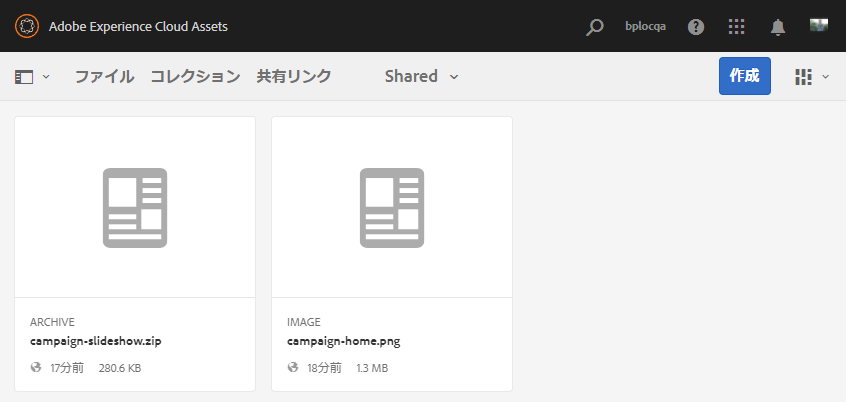 Adobe Experience Cloud Assets
bplocqa
ファイル コレクション 共有リンク Shared 作成
ARCHIVE
campaign-slideshow.zip
17分前 280.6 KB
IMAGE
campaign-home.png
18分前 1.3 MB